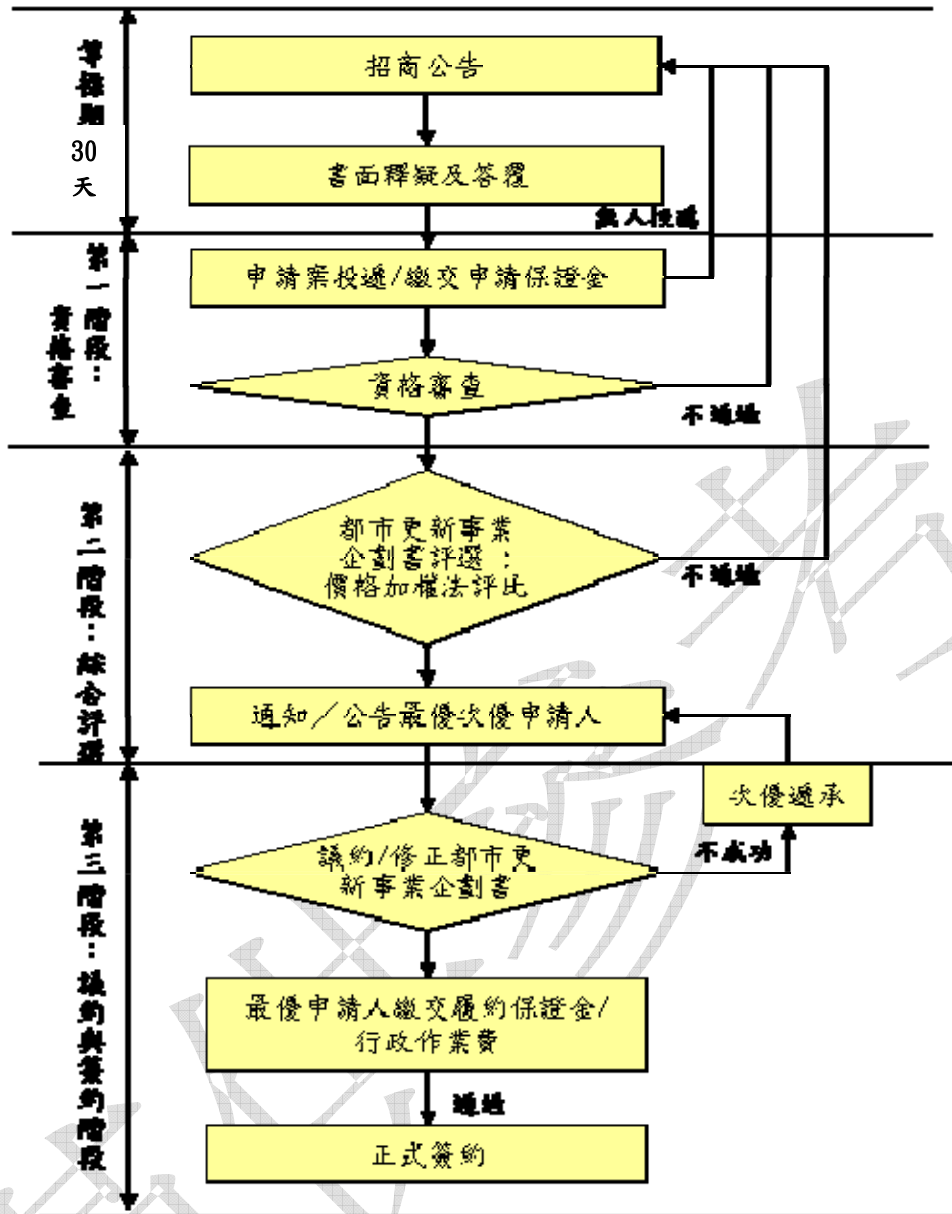 等標期
30
天
招商公告
書面釋疑及答覆
無人投遞
第一階段：
資格審查
申請案投遞/繳交申請保證金
資格審查
不通過
第二階段：綜合評選
都市更新事業
企劃書評選：
價格加權法評比
不通過
通知／公告最優次優申請人
次優遞承
第三階段：議約與簽約階段
議約/修正都市更
新事業企劃書
不成功
最優申請人繳交履約保證金/
行政作業費
通過
正式簽約
參考